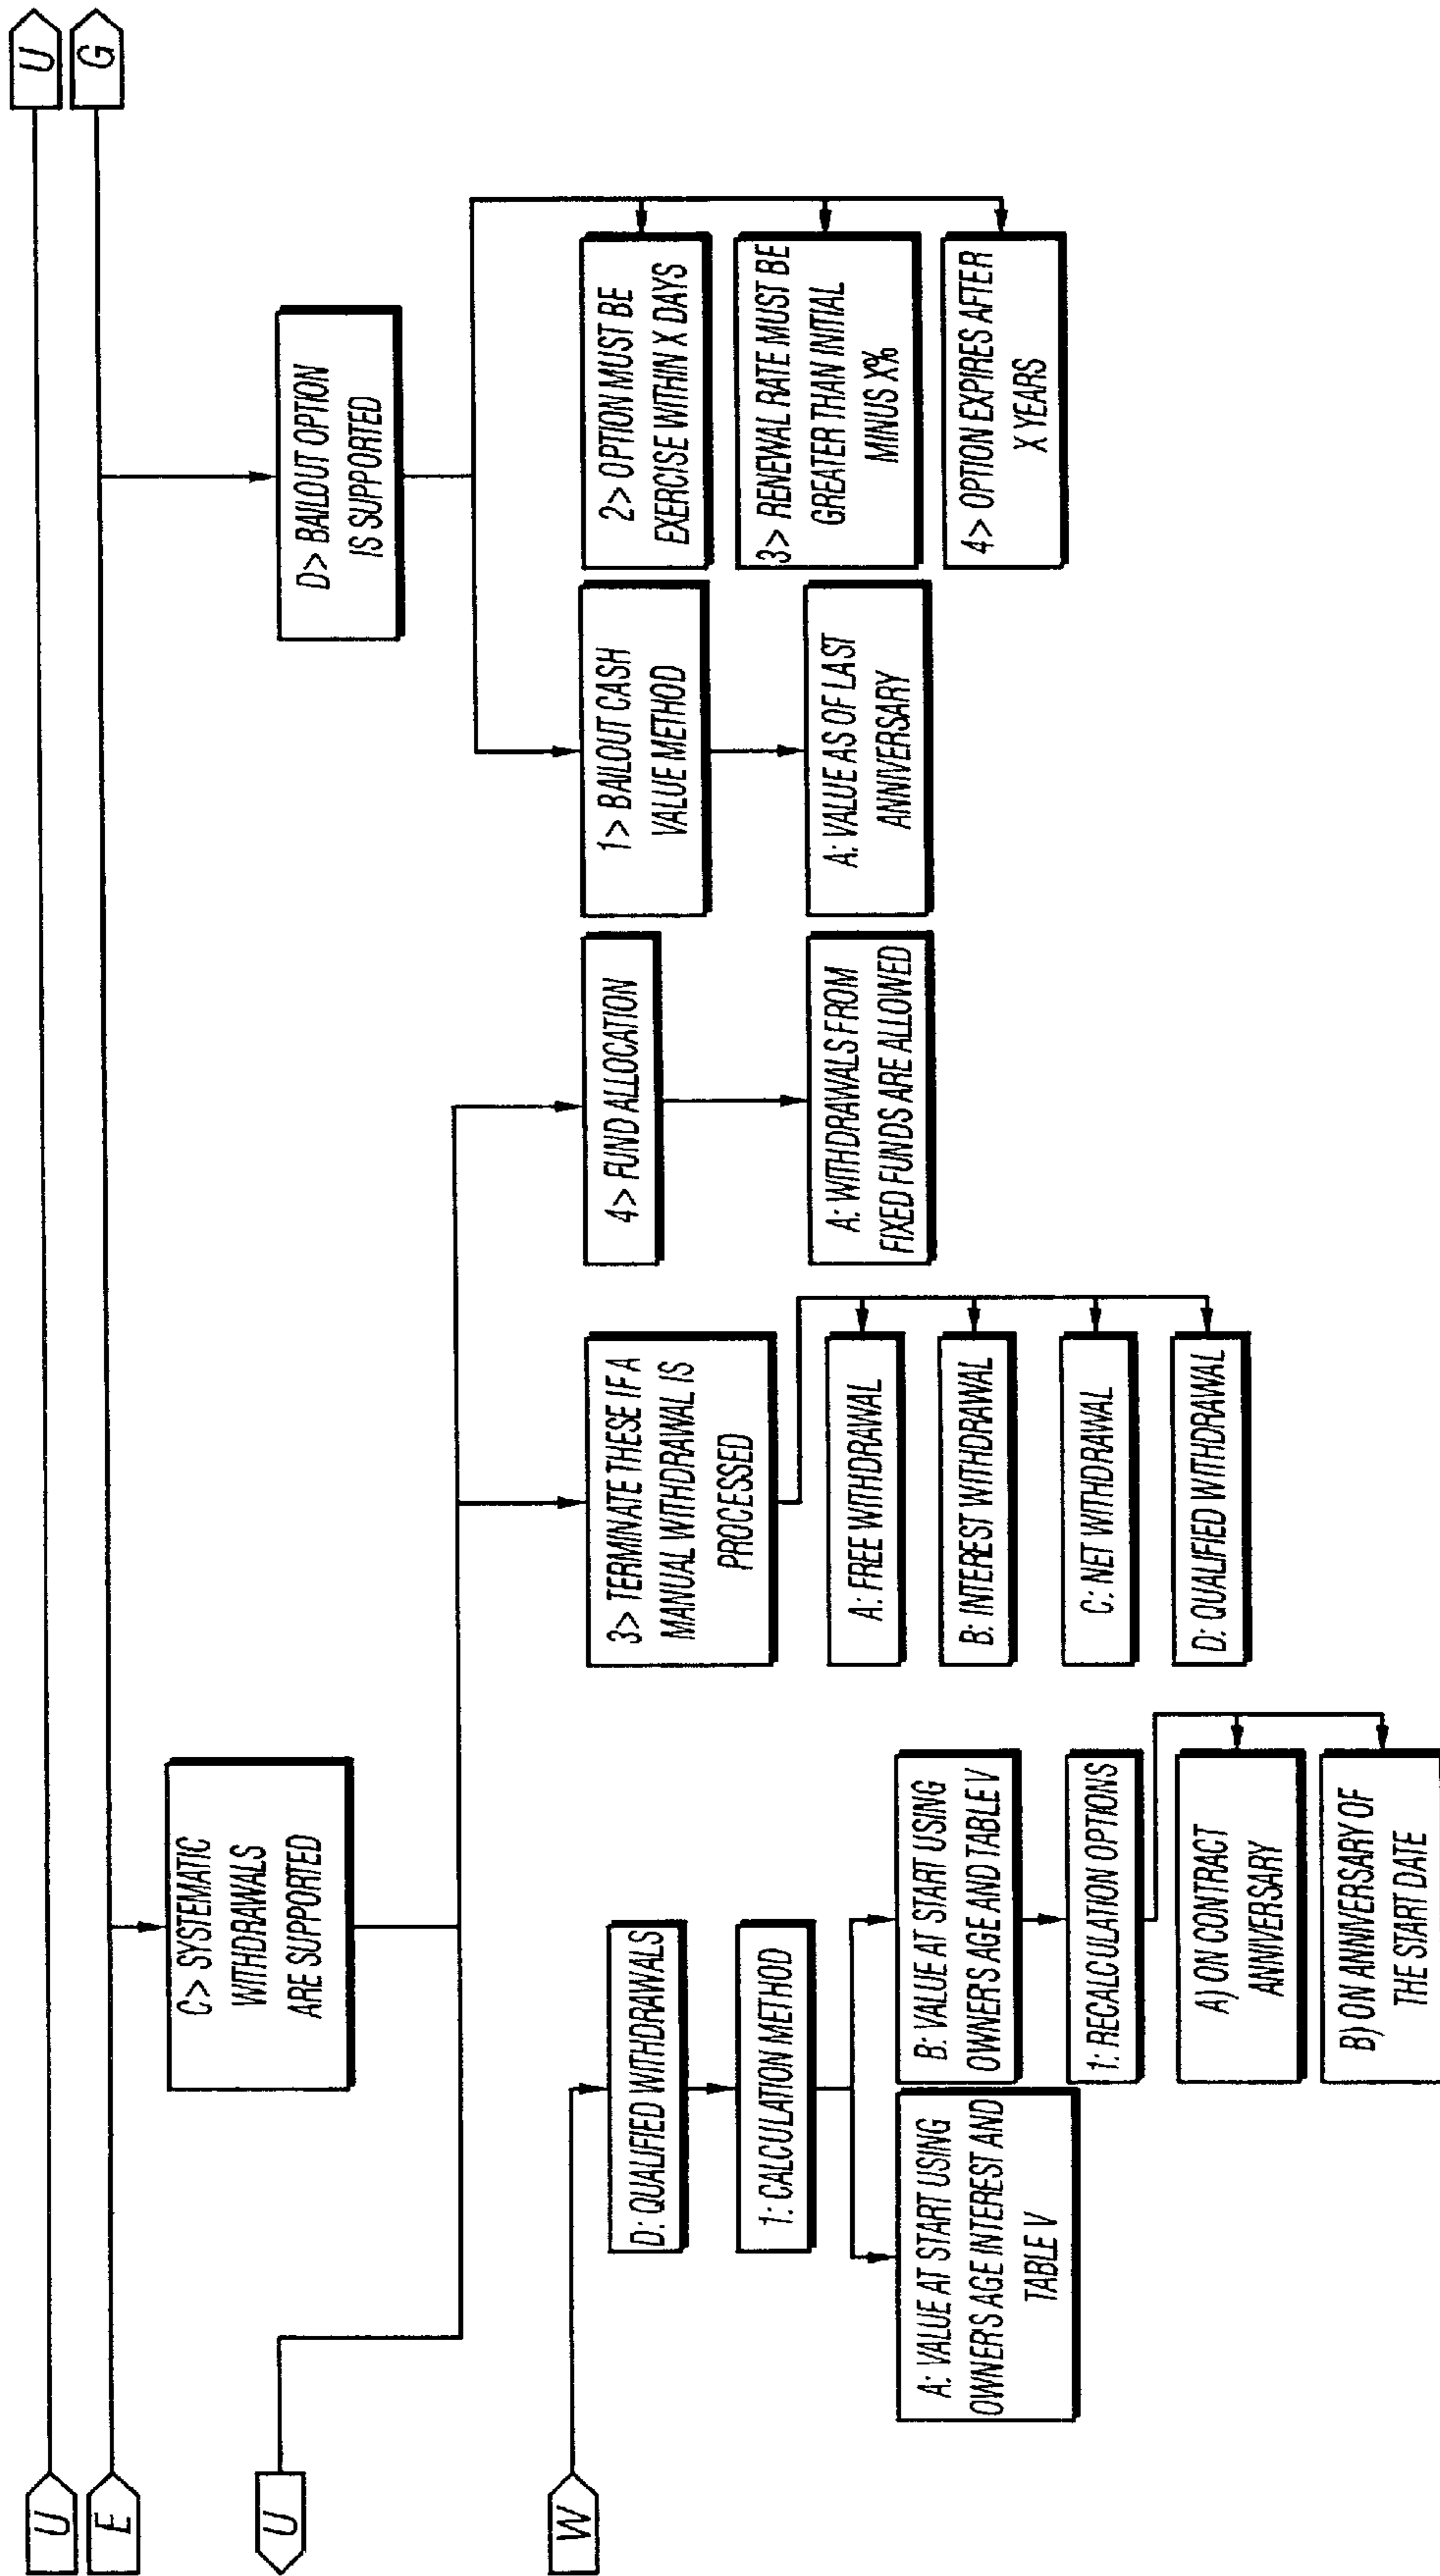 U
U
E
G
C> SYSTEMATIC
WITHDRAWALS
ARE SUPPORTED
D> BAILOUT OPTION
IS SUPPORTED
U
W
D: QUALIFIED WITHDRAWALS
1: CALCULATION METHOD
A: VALUE AT START USING
OWNER'S AGE INTEREST AND
TABLE V
B: VALUE AT START USING
OWNER'S AGE AND TABLE V
1: RECALCULATION OPTIONS
A) ON CONTRACT
ANNIVERSARY
B) ON ANNIVERSARY OF
THE START DATE
3> TERMINATE THESE IF A
MANUAL WITHDRAWAL IS
PROCESSED
A: FREE WITHDRAWAL
B: INTEREST WITHDRAWAL
C: NET WITHDRAWAL
D: QUALIFIED WITHDRAWAL
4> FUND ALLOCATION
A: WITHDRAWALS FROM
FIXED FUNDS ARE ALLOWED
1> BAILOUT CASH
VALUE METHOD
A: VALUE AS OF LAST
ANNIVERSARY
2> OPTION MUST BE
EXERCISE WITHIN X DAYS
3> RENEWAL RATE MUST BE
GREATER THAN INITIAL
MINUS X%
4> OPTION EXPIRES AFTER
X YEARS